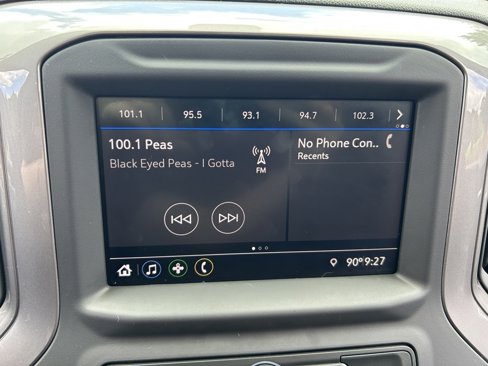 101.1 95.5 93.1 94.7 102.3
100.1 Peas
Black Eyed Peas - I Gotta
FM
No Phone Con..
Recents
90° 9:27